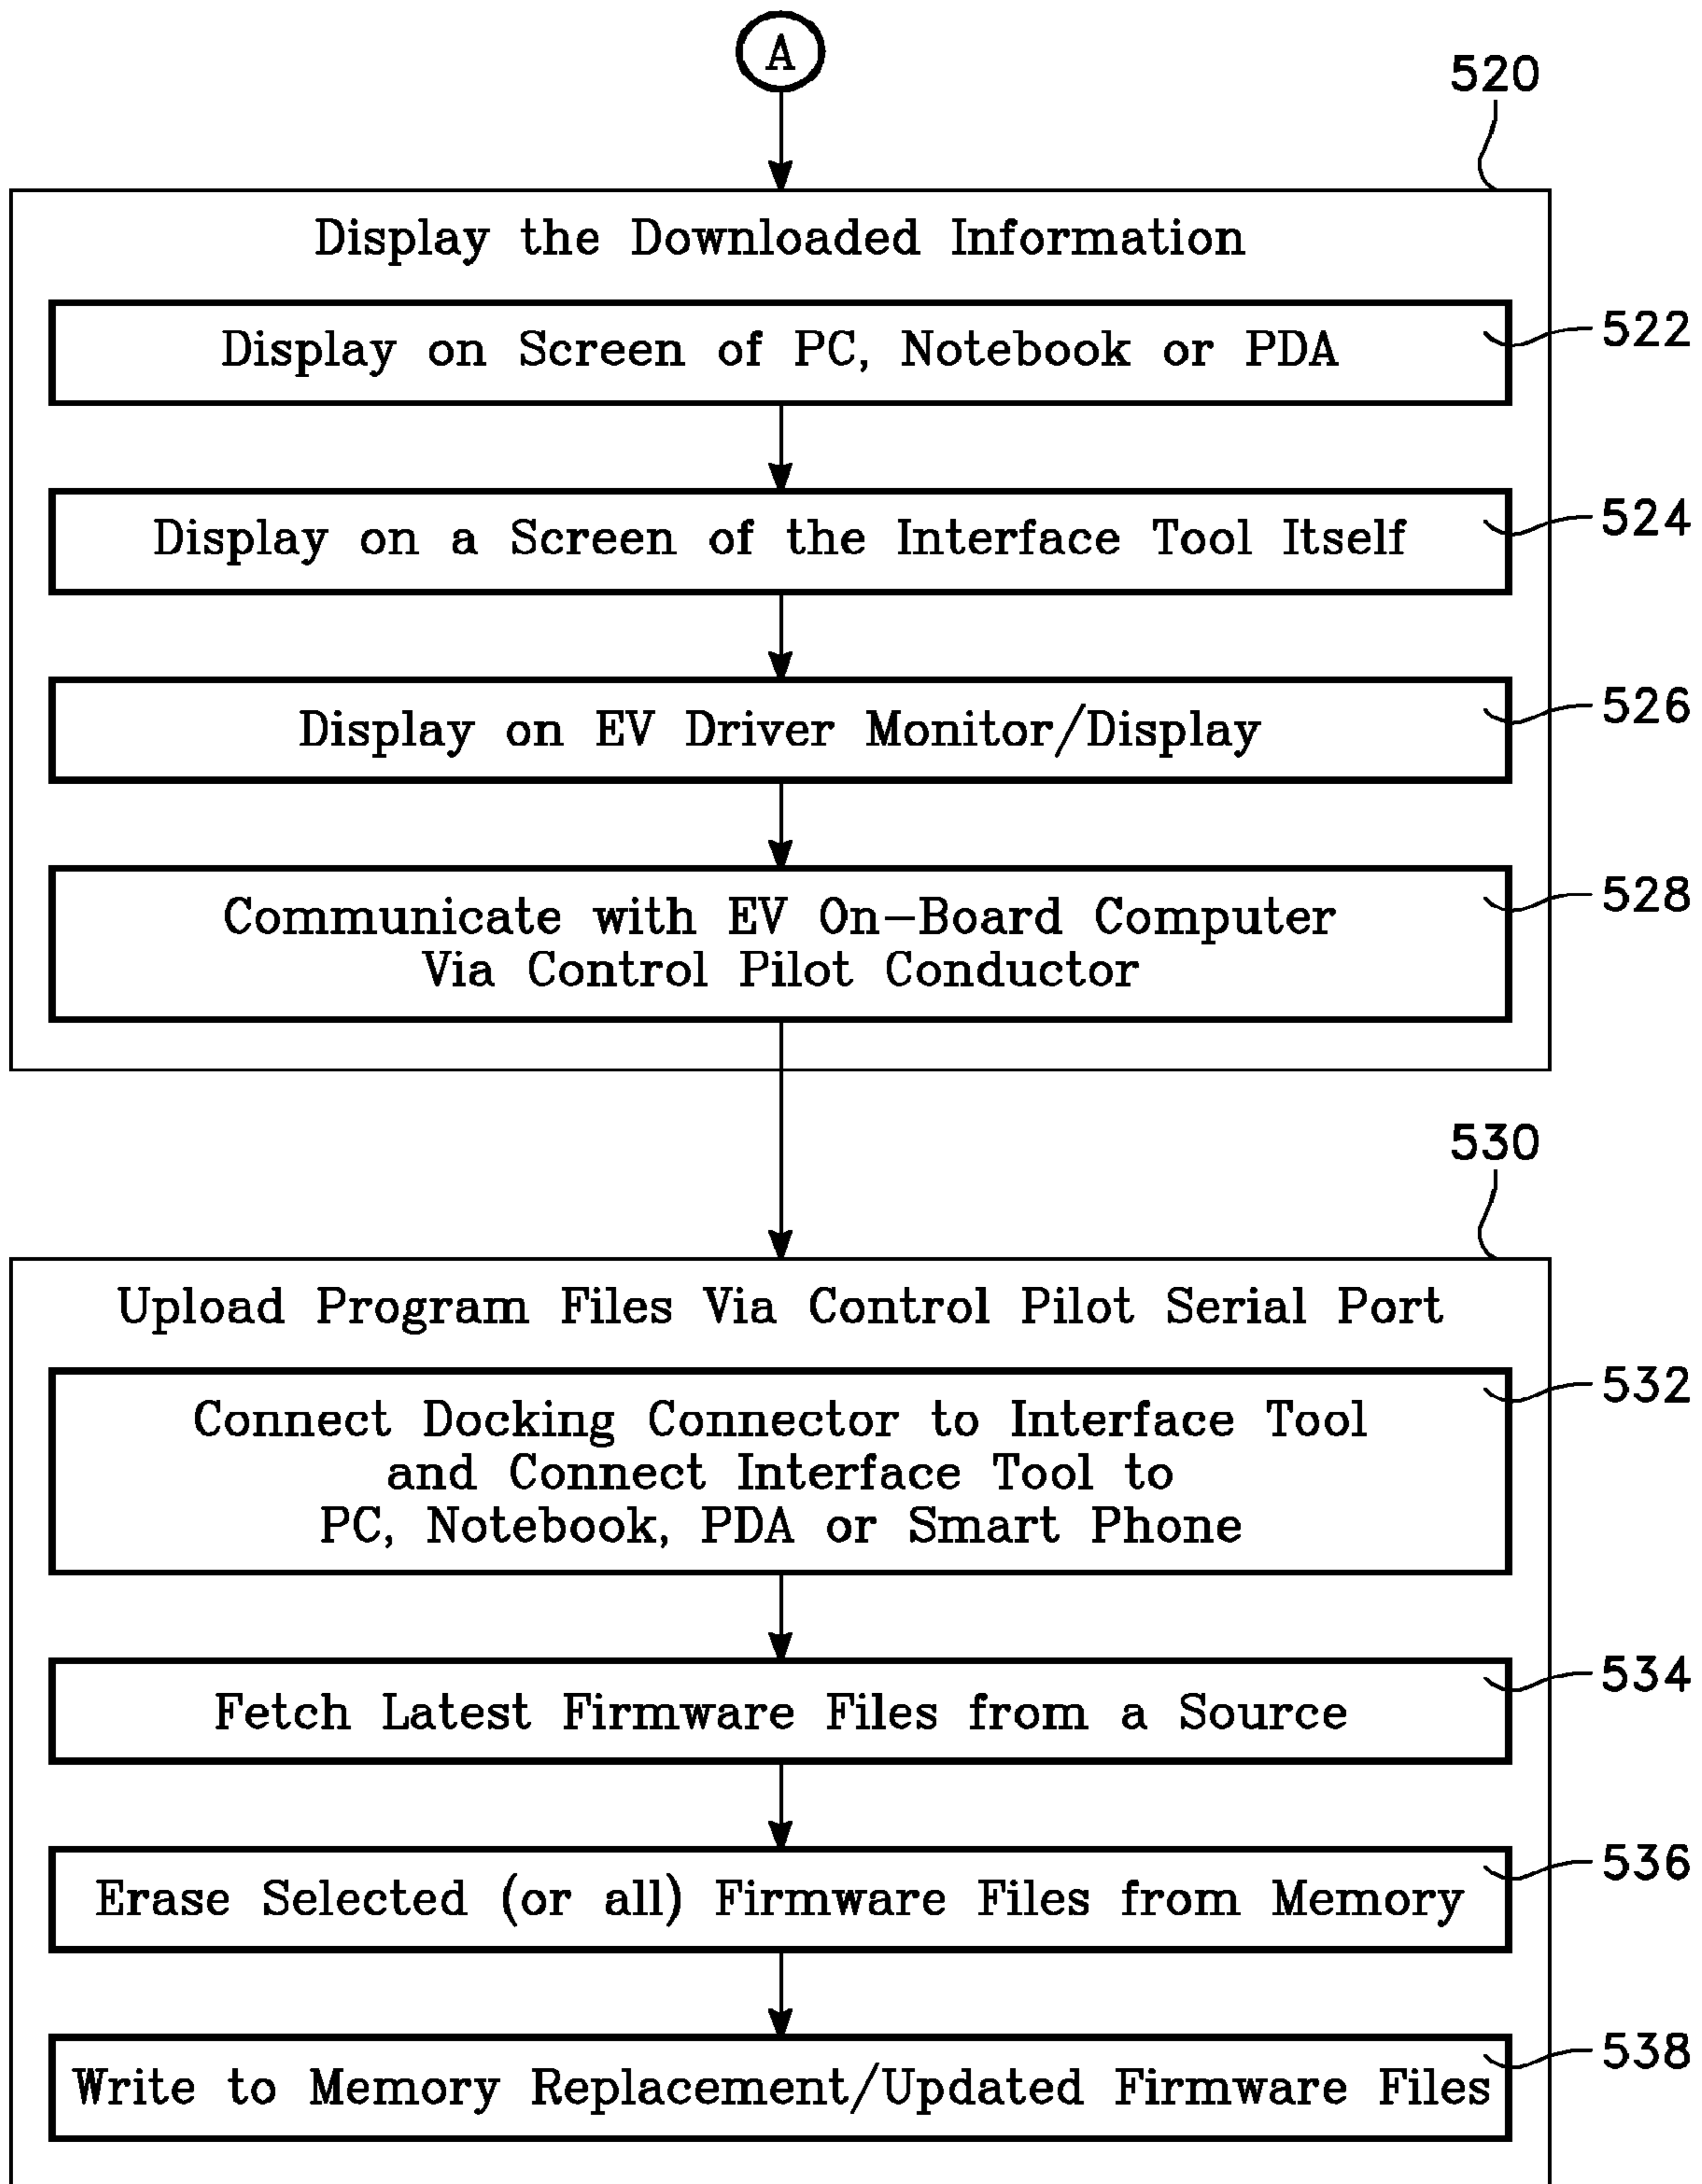 A
520
Display the Downloaded Information
Display on Screen of PC, Notebook or PDA
522
Display on a Screen of the Interface Tool Itself
524
Display on EV Driver Monitor/Display
526
Communicate with EV On-Board Computer
Via Control Pilot Conductor
528
530
Upload Program Files Via Control Pilot Serial Port
Connect Docking Connector to Interface Tool
and Connect Interface Tool to
PC, Notebook, PDA or Smart Phone
532
Fetch Latest Firmware Files from a Source
534
Erase Selected (or all) Firmware Files from Memory
536
Write to Memory Replacement/Updated Firmware Files
538